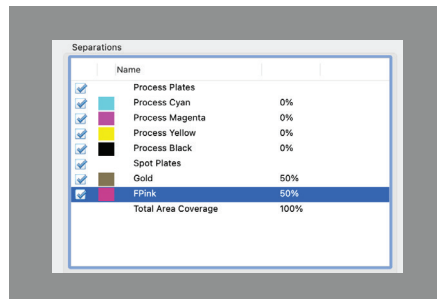 Separations
Name
Process Plates
Process Cyan 0%
Process Magenta 0%
Process Yellow 0%
Process Black 0%
Spot Plates
Gold 50%
FPink 50%
Total Area Coverage 100%